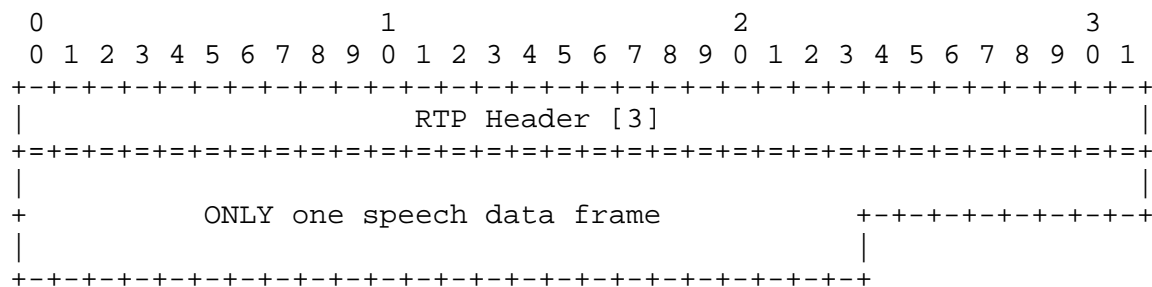 0                   1                   2                   3
 0 1 2 3 4 5 6 7 8 9 0 1 2 3 4 5 6 7 8 9 0 1 2 3 4 5 6 7 8 9 0 1
+-+-+-+-+-+-+-+-+-+-+-+-+-+-+-+-+-+-+-+-+-+-+-+-+-+-+-+-+-+-+-+-+
|                      RTP Header [3]                           |
+=+=+=+=+=+=+=+=+=+=+=+=+=+=+=+=+=+=+=+=+=+=+=+=+=+=+=+=+=+=+=+=+
|                                                               |
+          ONLY one speech data frame           +-+-+-+-+-+-+-+-+
|                                               |
+-+-+-+-+-+-+-+-+-+-+-+-+-+-+-+-+-+-+-+-+-+-+-+-+